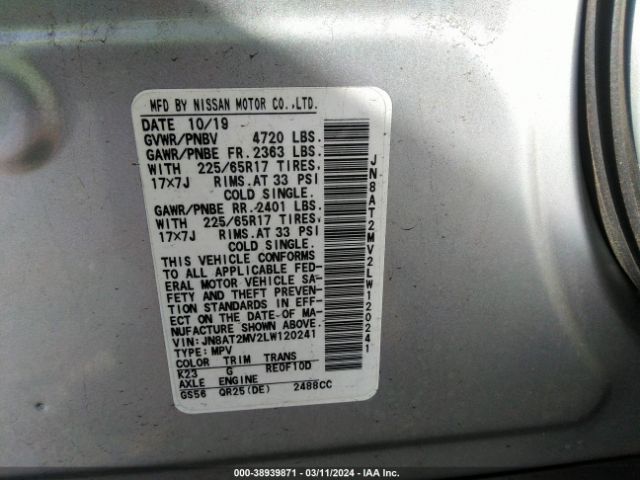 MFD BY NISSAN MOTOR CO.,LTD.
DATE 10/19
GVWR/PNBV 4720 LBS.
GAWR/PNBE FR. 2363 LBS.
WITH 225/65R17 TIRES.
17×7J RIMS.AT 33 PSI
COLD SINGLE.
GAWR/PNBE RR. 2401 LBS.
WITH 225/65R17 TIRES.
17×7J RIMS.AT 33 PSI
COLD SINGLE.
THIS VEHICLE CONFORMS
TO ALL APPLICABLE FED-
ERAL MOTOR VEHICLE SA-
FETY AND THEFT PREVEN-
TION STANDARDS IN EFF-
ECT ON THE DATE OF MA-
NUFACTURE SHOWN ABOVE.
VIN: JN8AT2MV2LW120241
TYPE: MPV
COLOR TRIM TRANS
K23 G RE0F10D
AXLE ENGINE
GS56 QR25(DE) 2488CC
JN8AT2MV2LW120241
000-38939871 — 03/11/2024 — IAA Inc.